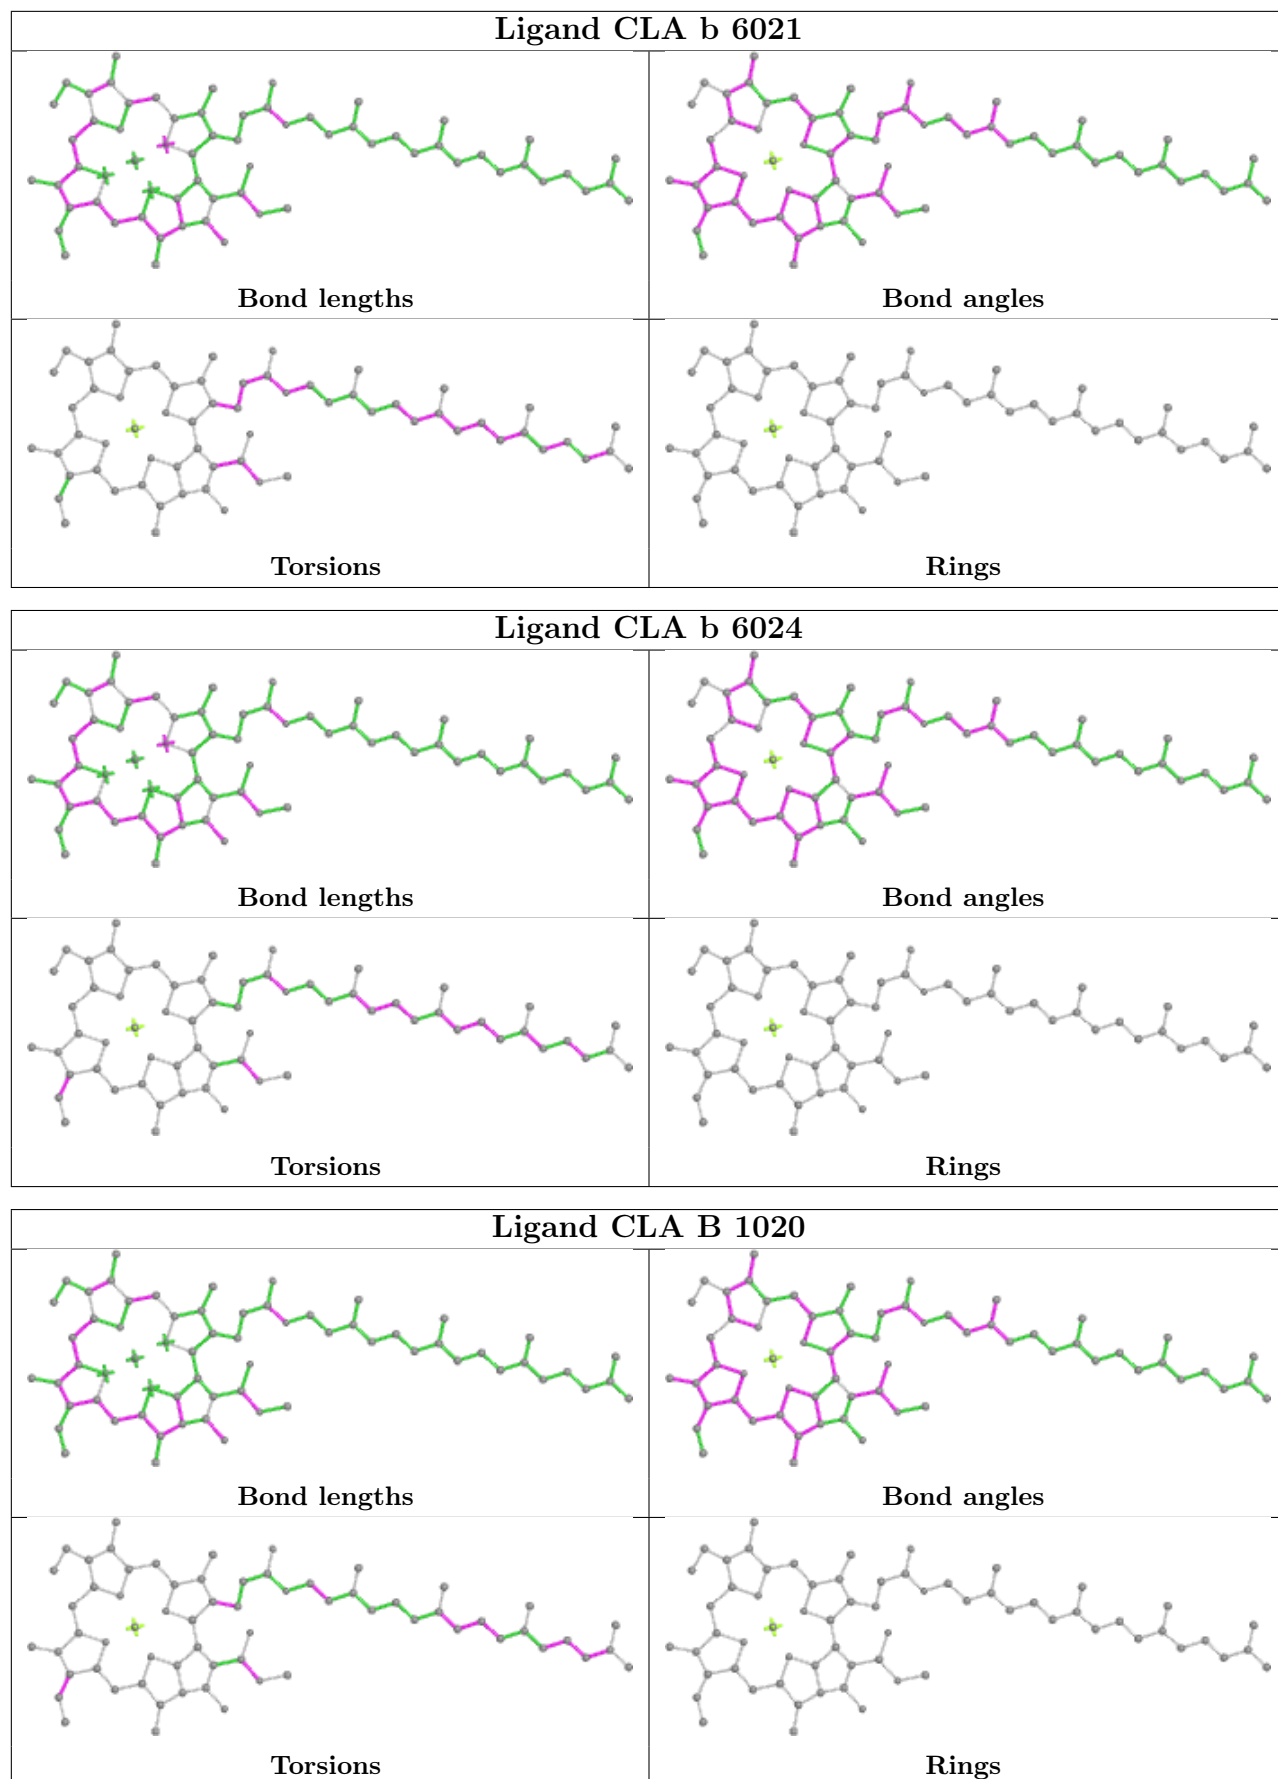 Ligand CLA b 6021
Bond lengths
Bond angles
Torsions
Rings
Ligand CLA b 6024
Bond lengths
Bond angles
Torsions
Rings
Ligand CLA B 1020
Bond lengths
Bond angles
Torsions
Rings